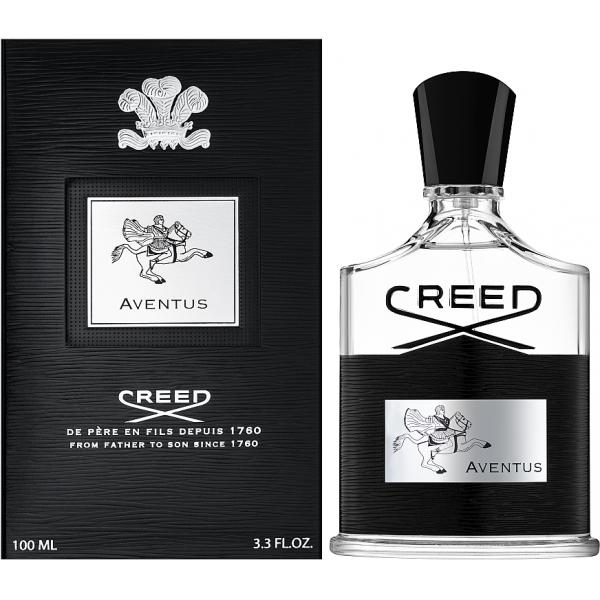 AVENTUS
CREED
DE PÈRE EN FILS DEPUIS 1760
FROM FATHER TO SON SINCE 1760
100 ML 3.3 FL.OZ.
CREED
AVENTUS